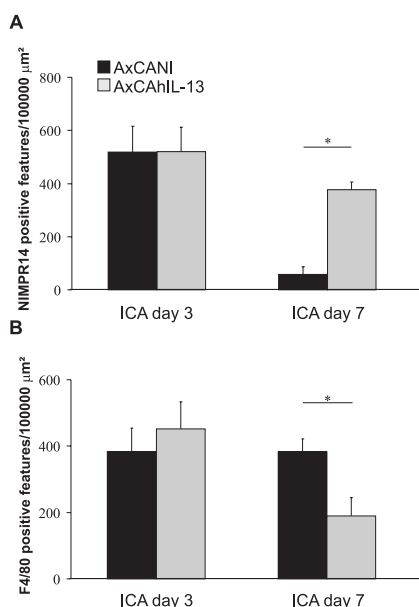 A
AxCANI
AxCAhIL-13
NIMPR14 positive features/100000 µm²
800
600
400
200
0
*
ICA day 3
ICA day 7
B
F4/80 positive features/100000 µm²
600
400
200
0
*
ICA day 3
ICA day 7